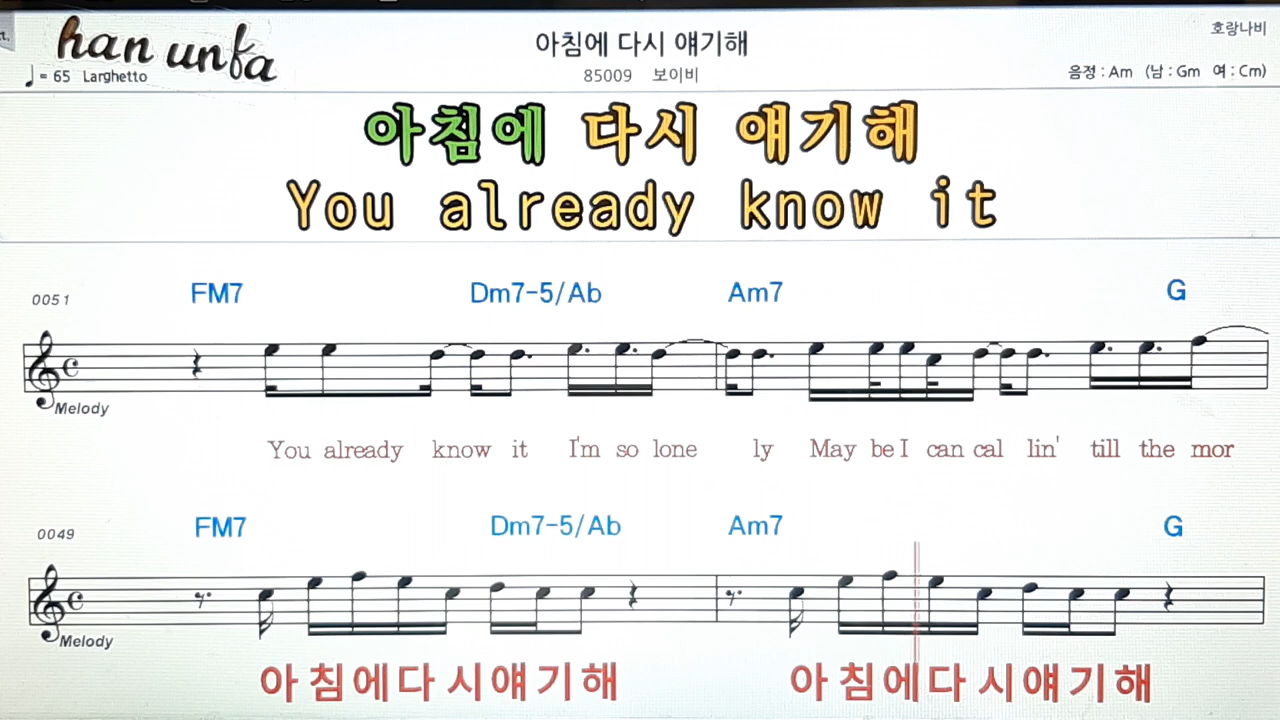 han unfa
아침에 다시 얘기해
호랑나비
♩= 65 Larghetto
85009 보이비
음정 : Am (남 : Gm 여 : Cm)
아침에 다시 얘기해
You already know it
0051
FM7 Dm7-5/Ab Am7 G
Melody
You already know it I'm so lone ly May be I can cal lin' till the mor
0049
FM7 Dm7-5/Ab Am7 G
Melody
아 침에다 시얘기해 아 침에다 시얘기해